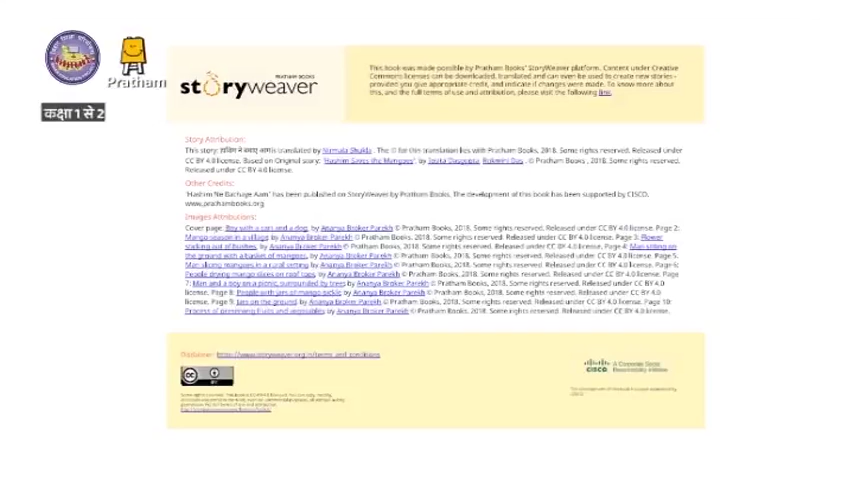 Pratham
कक्षा 1 से 2
PRATHAM BOOKS
storyweaver
This book was made possible by Pratham Books' StoryWeaver platform. Content under Creative
Commons licenses can be downloaded, translated and can even be used to create new stories -
provided you give appropriate credit, and indicate if changes were made. To know more about
this, and the full terms of use and attribution, please visit the following link.
Story Attribution:
This story: हाशिम ने बचाए आम is translated by Nirmala Shukla . The © for this translation lies with Pratham Books, 2018. Some rights reserved. Released under
CC BY 4.0 license. Based on Original story: 'Hashim Saves the Mangoes', by Dasgupta . © Pratham Books , 2018. Some rights reserved.
Released under CC BY 4.0 license.
Other Credits:
'Hashim Ne Bachaye Aam' has been published on StoryWeaver by Pratham Books. The development of this book has been supported by CISCO.
www.prathambooks.org
Images Attributions:
Cover page: Boy with a cart and a dog, by Ananya Broker Parekh © Pratham Books, 2018. Some rights reserved. Released under CC BY 4.0 license. Page 2:
Mango season in a village, by Ananya Broker Parekh © Pratham Books, 2018. Some rights reserved. Released under CC BY 4.0 license. Page 3: Flower
stalking out of bushes, by Ananya Broker Parekh © Pratham Books, 2018. Some rights reserved. Released under CC BY 4.0 license. Page 4: Man sitting on
the ground with a basket of mangoes, by Ananya Broker Parekh © Pratham Books, 2018. Some rights reserved. Released under CC BY 4.0 license. Page 5:
Man slicing mangoes in a rural setting by Ananya Broker Parekh © Pratham Books, 2018. Some rights reserved. Released under CC BY 4.0 license. Page 6:
People drying mango slices on roof tops, by Ananya Broker Parekh © Pratham Books, 2018. Some rights reserved. Released under CC BY 4.0 license. Page
7: Man and a boy on a picnic, surrounded by trees by Ananya Broker Parekh © Pratham Books, 2018. Some rights reserved. Released under CC BY 4.0
license. Page 8: People with jars of mango pickle, by Ananya Broker Parekh © Pratham Books, 2018. Some rights reserved. Released under CC BY 4.0
license. Page 9: Jars on the ground, by Ananya Broker Parekh © Pratham Books, 2018. Some rights reserved. Released under CC BY 4.0 license. Page 10:
Process of preserving fruits and vegetables by Ananya Broker Parekh © Pratham Books, 2018. Some rights reserved. Released under CC BY 4.0 license.
Disclaimer: https://www.storyweaver.org.in/terms_and_conditions
cc BY
CISCO
A Corporate Social
Responsibility Initiative